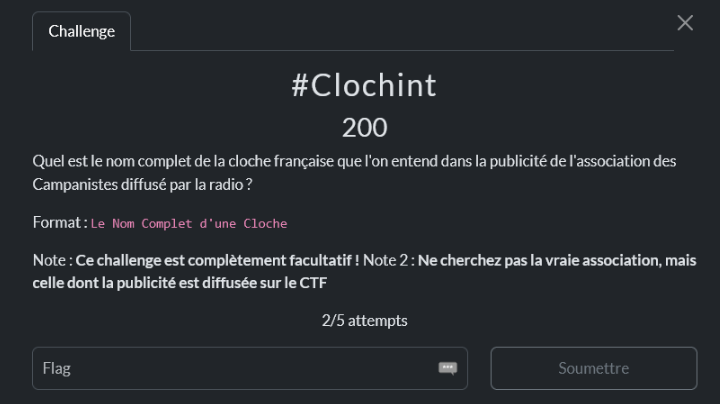 Challenge
#Clochint
200
Quel est le nom complet de la cloche française que l'on entend dans la publicité de l'association des
Campanistes diffusé par la radio ?
Format : Le Nom Complet d'une Cloche
Note : Ce challenge est complètement facultatif ! Note 2 : Ne cherchez pas la vraie association, mais
celle dont la publicité est diffusée sur le CTF
2/5 attempts
Flag
Soumettre